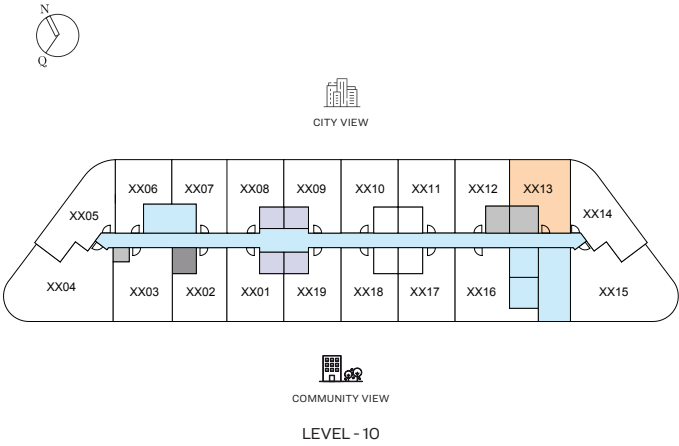 N
Q
CITY VIEW
XX06 XX07 XX08 XX09 XX10 XX11 XX12 XX13
XX05 XX14
XX04 XX03 XX02 XX01 XX19 XX18 XX17 XX16 XX15
COMMUNITY VIEW
LEVEL - 10